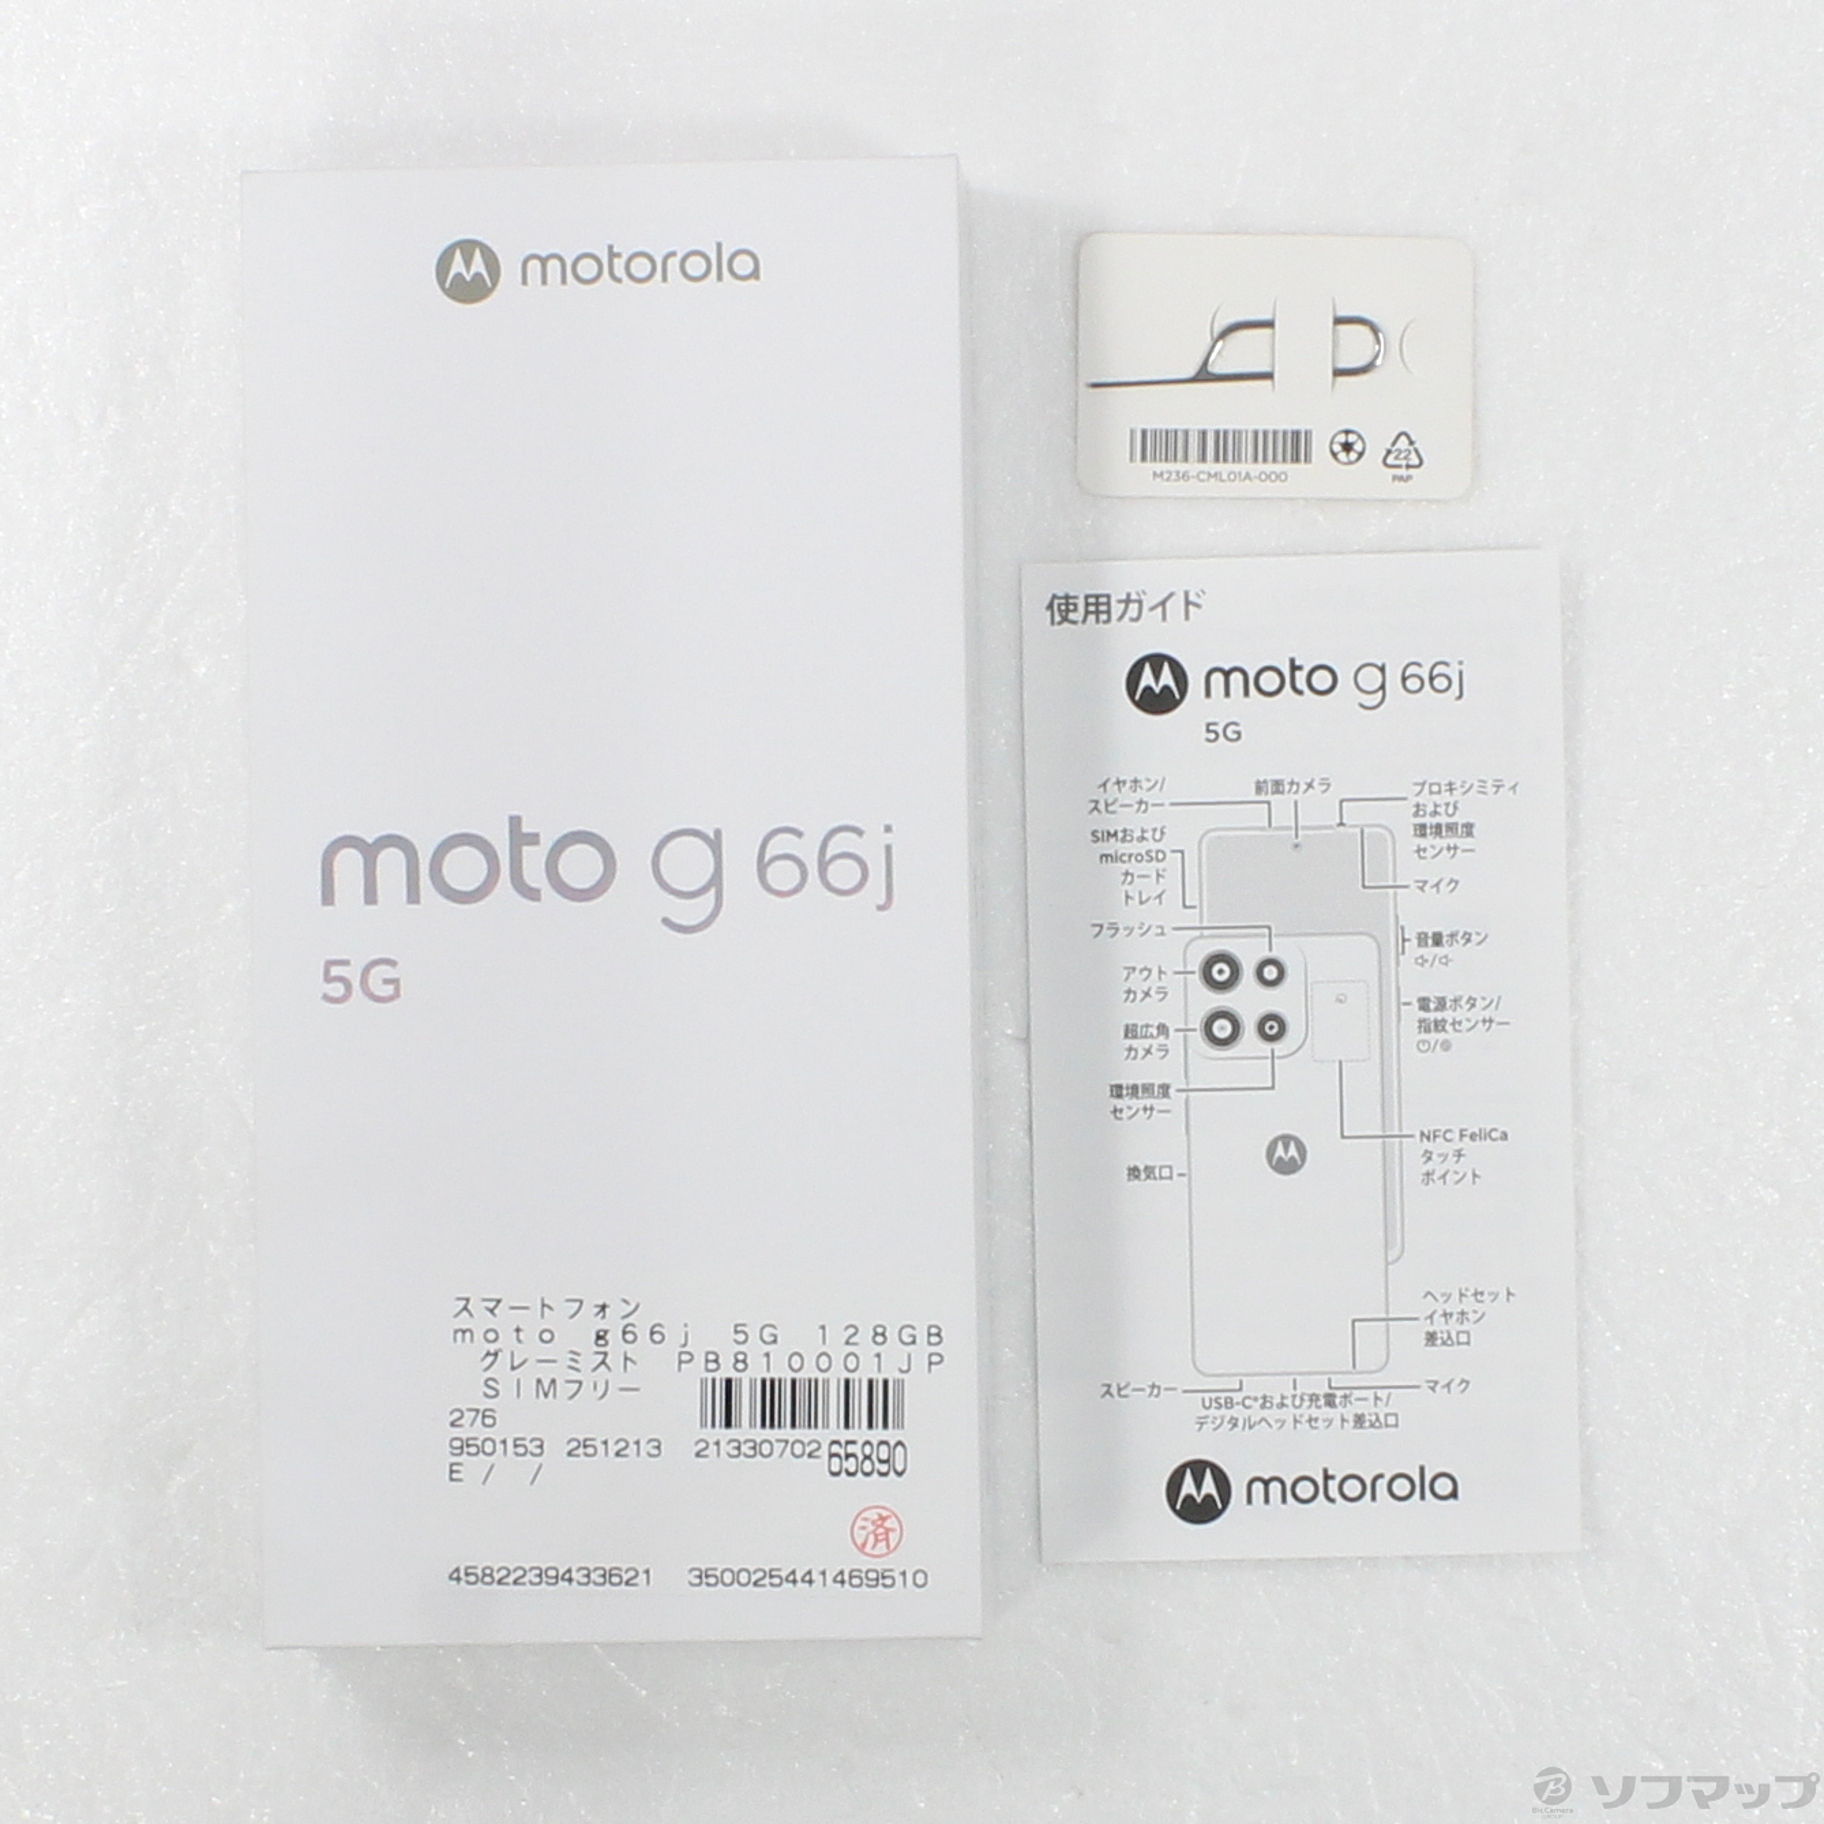 motorola
moto g 66j
5G
スマートフォン
moto g66j 5G 128GB
グレーミスト PB810001JP
SIMフリー
276
950153 251213 2133070265890
E / /
済
4582239433621 350025441469510
M236-CML01A-000
22
PAP
使用ガイド
moto g 66j
5G
イヤホン/
スピーカー
前面カメラ
プロキシミティ
および
環境照度
センサー
SIMおよび
microSD
カード
トレイ
マイク
フラッシュ
音量ボタン
アウト
カメラ
電源ボタン/
指紋センサー
超広角
カメラ
環境照度
センサー
NFC FeliCa
タッチ
ポイント
換気口
ヘッドセット
イヤホン
差込口
スピーカー
マイク
USB-C®および充電ポート/
デジタルヘッドセット差込口
motorola
BicCamera
GROUP
ソフマップ